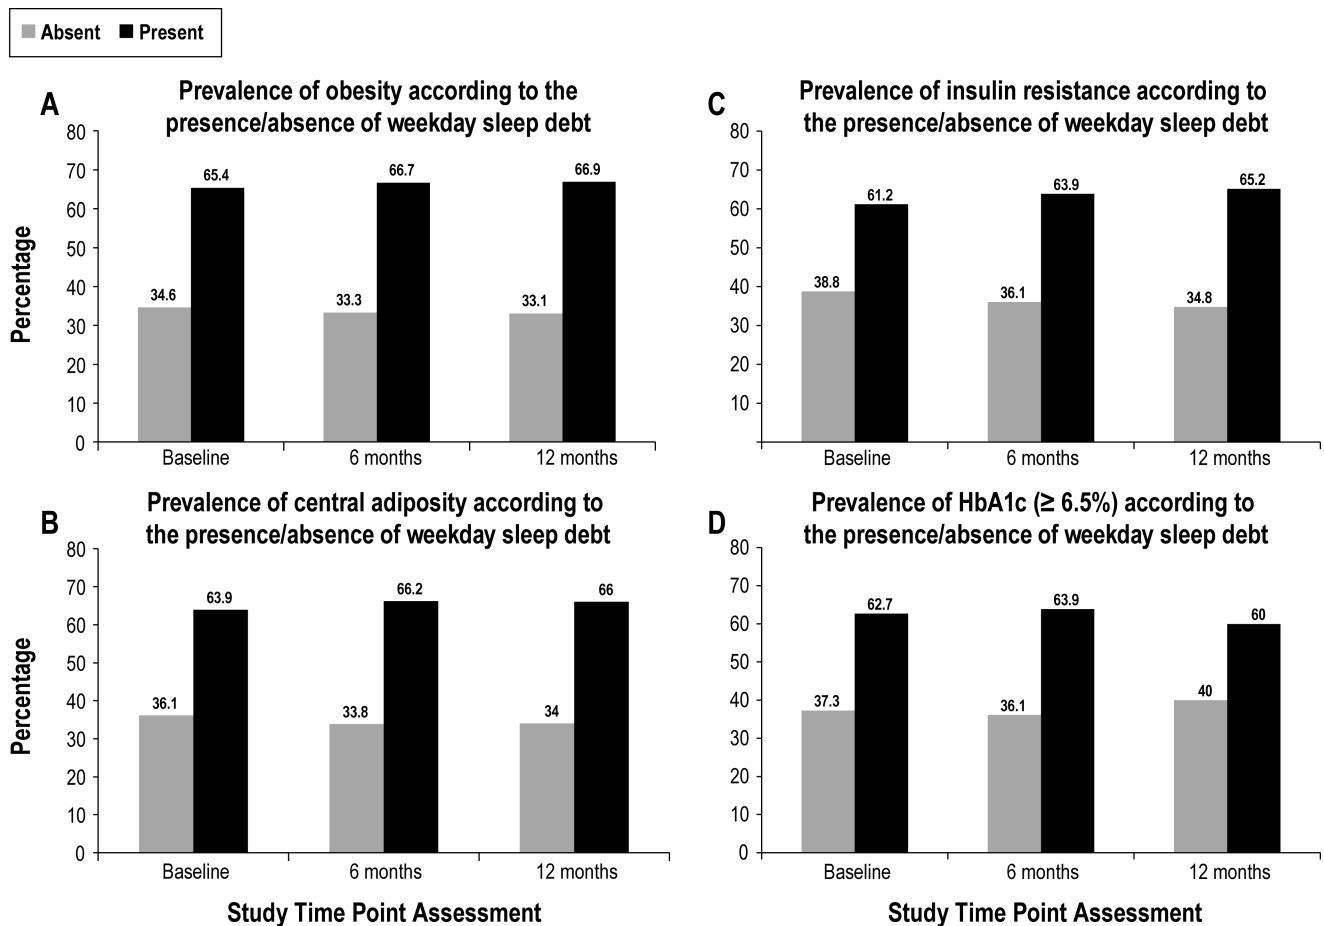 Absent Present
A
Prevalence of obesity according to the
presence/absence of weekday sleep debt
Percentage
80
70
60
50
40
30
20
10
0
34.6
65.4
33.3
66.7
33.1
66.9
Baseline 6 months 12 months
B
Prevalence of central adiposity according to
the presence/absence of weekday sleep debt
Percentage
80
70
60
50
40
30
20
10
0
36.1
63.9
33.8
66.2
34
66
Baseline 6 months 12 months
Study Time Point Assessment
C
Prevalence of insulin resistance according to
the presence/absence of weekday sleep debt
80
70
60
50
40
30
20
10
38.8
61.2
36.1
63.9
34.8
65.2
Baseline 6 months 12 months
D
Prevalence of HbA1c (≥ 6.5%) according to
the presence/absence of weekday sleep debt
80
70
60
50
40
30
20
10
0
37.3
62.7
36.1
63.9
40
60
Baseline 6 months 12 months
Study Time Point Assessment